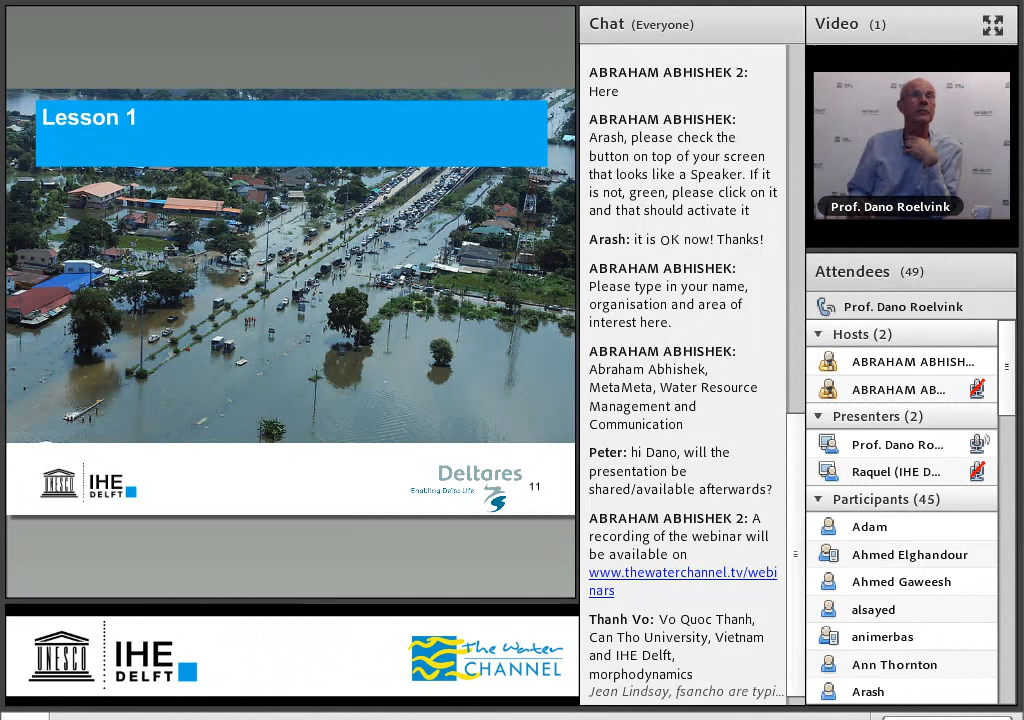 Lesson 1
UNESCO
IHE
DELFT
Deltares
Enabling Delta Life
11
UNESCO
IHE
DELFT
the Water
CHANNEL
Chat (Everyone)
ABRAHAM ABHISHEK 2:
Here
ABRAHAM ABHISHEK:
Arash, please check the
button on top of your screen
that looks like a Speaker. If it
is not, green, please click on it
and that should activate it
Arash: it is OK now! Thanks!
ABRAHAM ABHISHEK:
Please type in your name,
organisation and area of
interest here.
ABRAHAM ABHISHEK:
Abraham Abhishek,
MetaMeta, Water Resource
Management and
Communication
Peter: hi Dano, will the
presentation be
shared/available afterwards?
ABRAHAM ABHISHEK 2: A
recording of the webinar will
be available on
www.thewaterchannel.tv/webi
nars
Thanh Vo: Vo Quoc Thanh,
Can Tho University, Vietnam
and IHE Delft,
morphodynamics
Jean Lindsay, fsancho are typi...
Video (1)
Prof. Dano Roelvink
Attendees (49)
Prof. Dano Roelvink
Hosts (2)
ABRAHAM ABHISH...
ABRAHAM AB...
Presenters (2)
Prof. Dano Ro...
Raquel (IHE D...
Participants (45)
Adam
Ahmed Elghandour
Ahmed Gaweesh
alsayed
animerbas
Ann Thornton
Arash